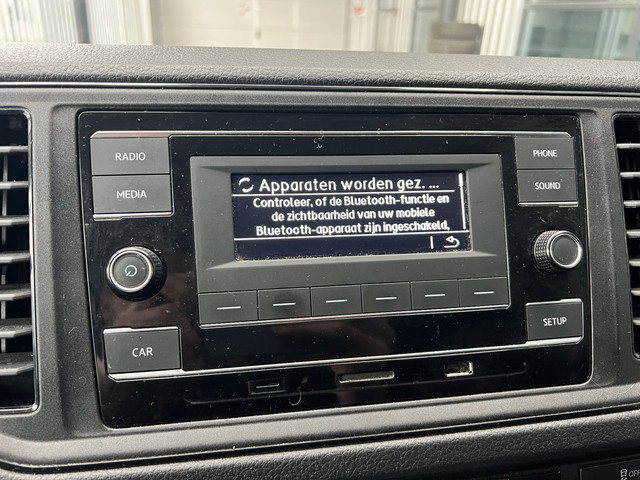 RADIO
MEDIA
CAR
Apparaten worden gez. ...
Controleer, of de Bluetooth-functie en
de zichtbaarheid van uw mobiele
Bluetooth-apparaat zijn ingeschakeld.
PHONE
SOUND
SETUP
OFF